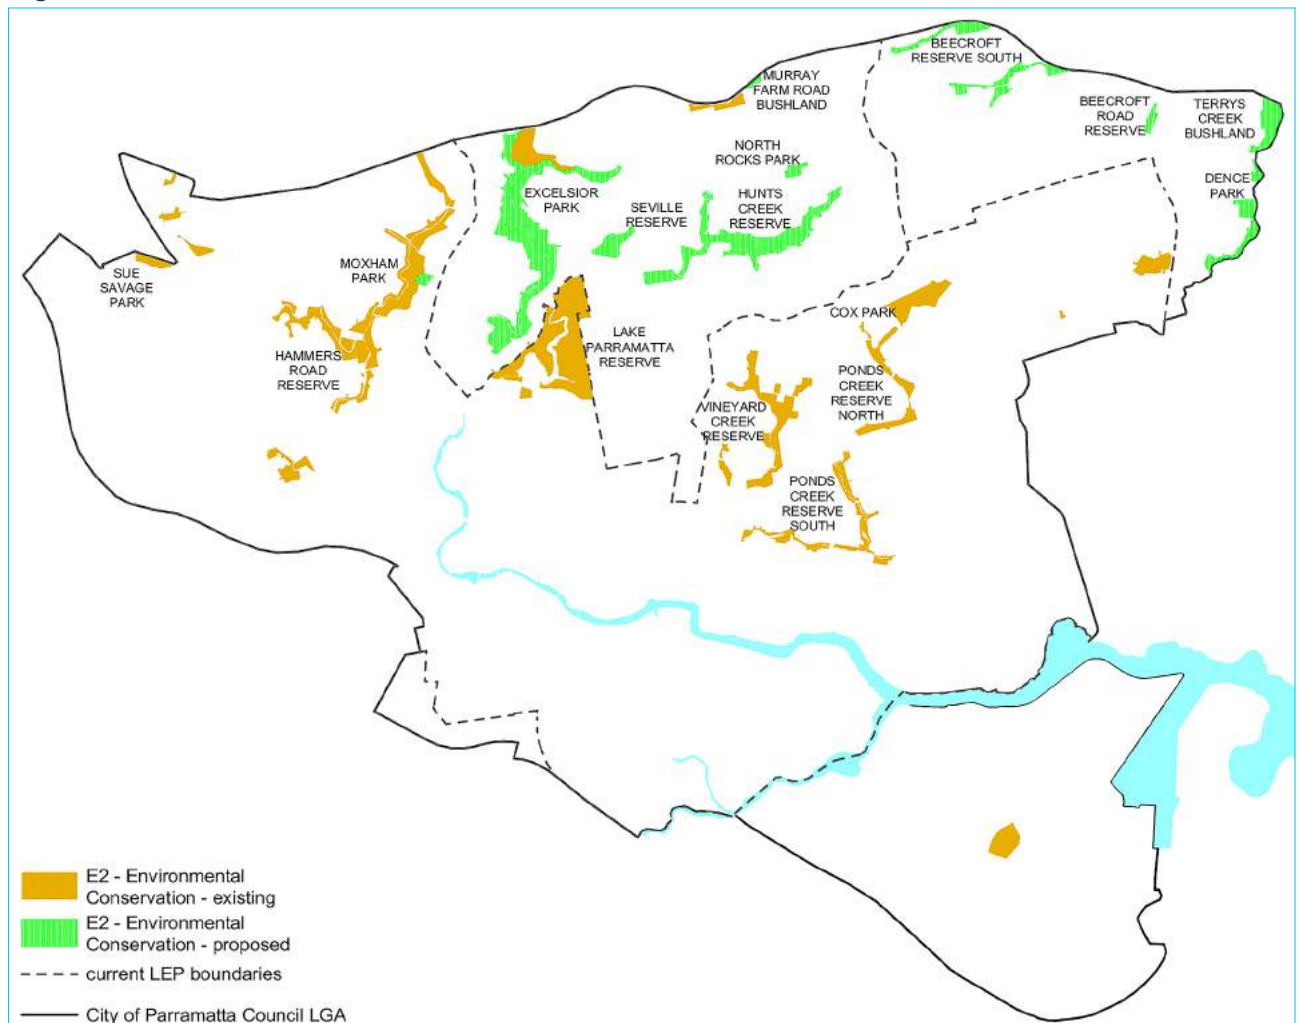 BEECROFT
RESERVE SOUTH
MURRAY
FARM ROAD
BUSHLAND
BEECROFT
ROAD
RESERVE
TERRYS
CREEK
BUSHLAND
NORTH
ROCKS PARK
DENCE
PARK
EXCELSIOR
PARK
SEVILLE
RESERVE
HUNTS
CREEK
RESERVE
SUE
SAVAGE
PARK
MOXHAM
PARK
COX PARK
LAKE
PARRAMATTA
RESERVE
HAMMERS
ROAD
RESERVE
PONDS
CREEK
RESERVE
NORTH
VINEYARD
CREEK
RESERVE
PONDS
CREEK
RESERVE
SOUTH
E2 - Environmental
Conservation - existing
E2 - Environmental
Conservation - proposed
current LEP boundaries
City of Parramatta Council LGA